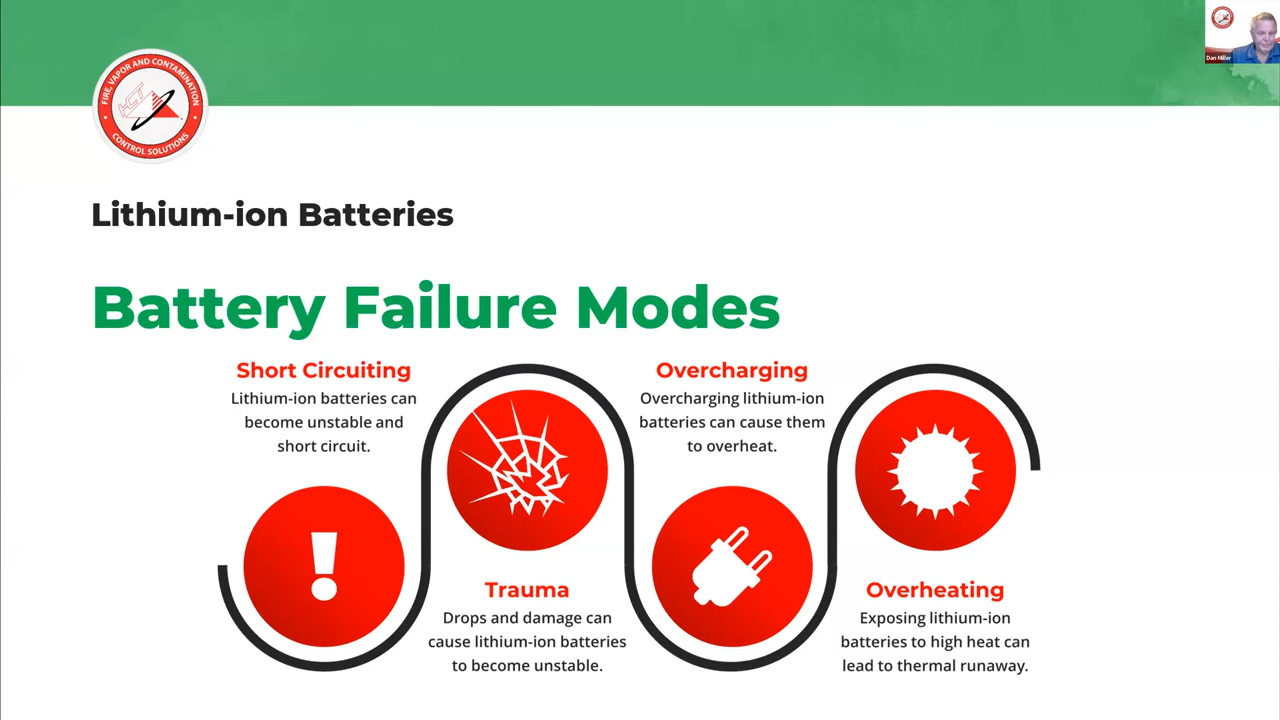 FIRE, VAPOR AND CONTAMINATION
HCT
CONTROL SOLUTIONS
Dan Miller
Lithium-ion Batteries
Battery Failure Modes
Short Circuiting
Lithium-ion batteries can
become unstable and
short circuit.
Trauma
Drops and damage can
cause lithium-ion batteries
to become unstable.
Overcharging
Overcharging lithium-ion
batteries can cause them
to overheat.
Overheating
Exposing lithium-ion
batteries to high heat can
lead to thermal runaway.